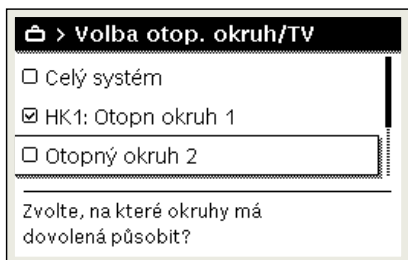 > Volba otop. okruh/TV
Celý systém
HK1: Otopn okruh 1
Otopný okruh 2
Zvolte, na které okruhy má
dovolená působit?